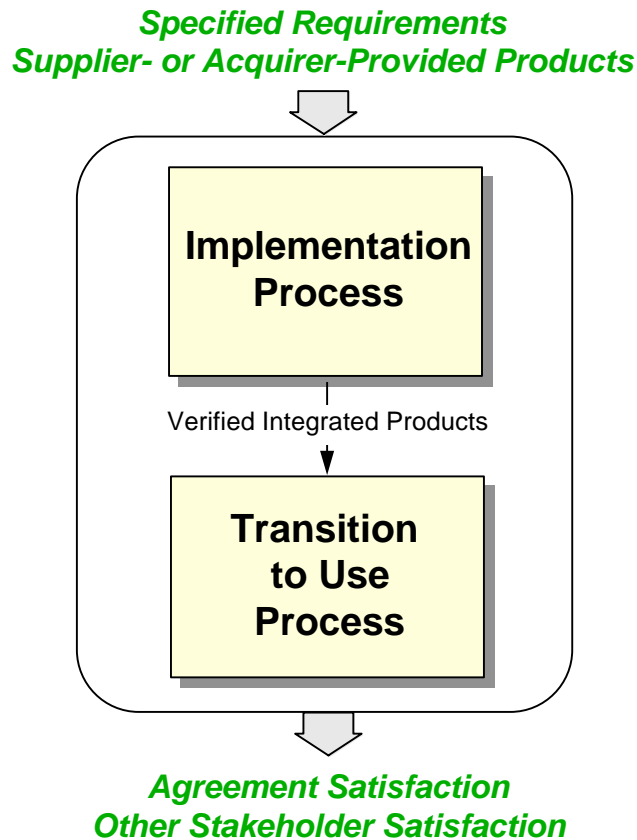 Specified Requirements
Supplier- or Acquirer-Provided Products
Implementation
Process
Verified Integrated Products
Transition
to Use
Process
Agreement Satisfaction
Other Stakeholder Satisfaction